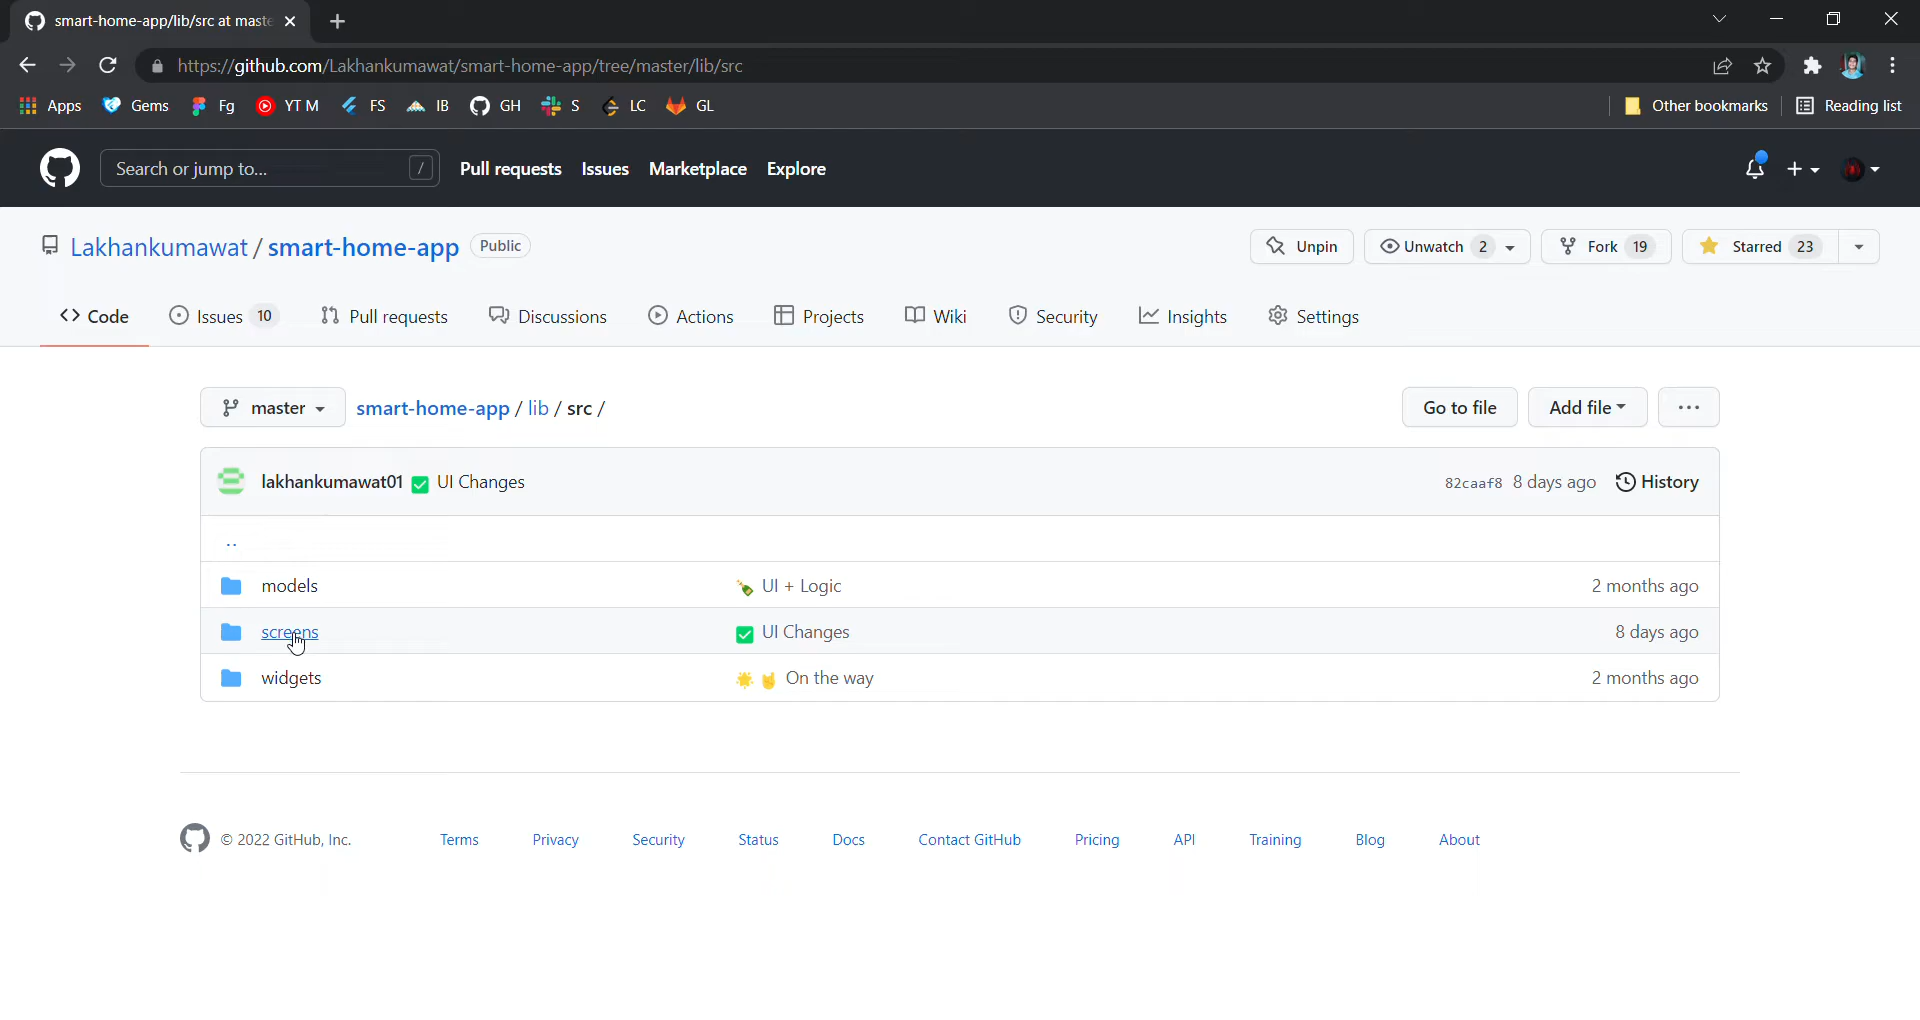 smart-home-app/lib/src at maste
https://github.com/Lakhankumawat/smart-home-app/tree/master/lib/src
Apps Gems Fg YT M FS IB GH S LC GL Other bookmarks Reading list
Search or jump to... / Pull requests Issues Marketplace Explore
Lakhankumawat / smart-home-app Public Unpin Unwatch 2 Fork 19 Starred 23
Code Issues 10 Pull requests Discussions Actions Projects Wiki Security Insights Settings
master smart-home-app / lib / src / Go to file Add file ...
lakhankumawat01 UI Changes 82caaf8 8 days ago History
..
models UI + Logic 2 months ago
screens UI Changes 8 days ago
widgets On the way 2 months ago
© 2022 GitHub, Inc. Terms Privacy Security Status Docs Contact GitHub Pricing API Training Blog About